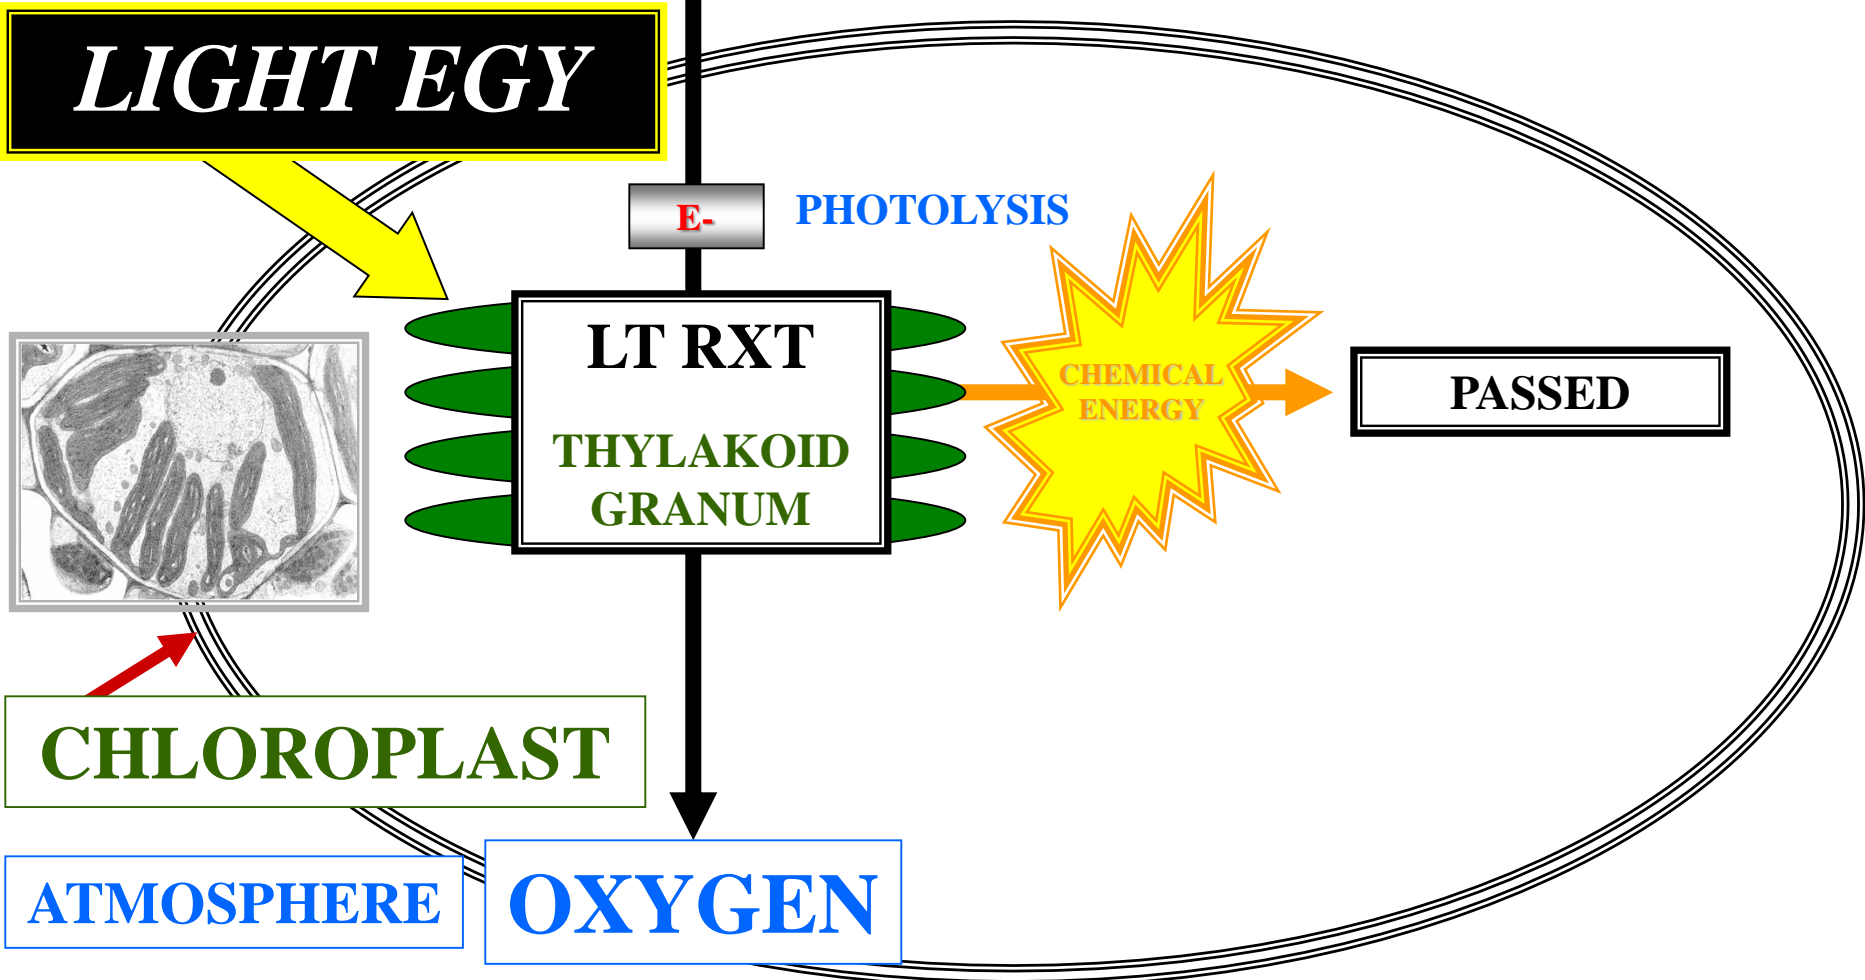 LIGHT EGY
E-
PHOTOLYSIS
LT RXT
THYLAKOID
GRANUM
CHEMICAL
ENERGY
PASSED
CHLOROPLAST
ATMOSPHERE
OXYGEN